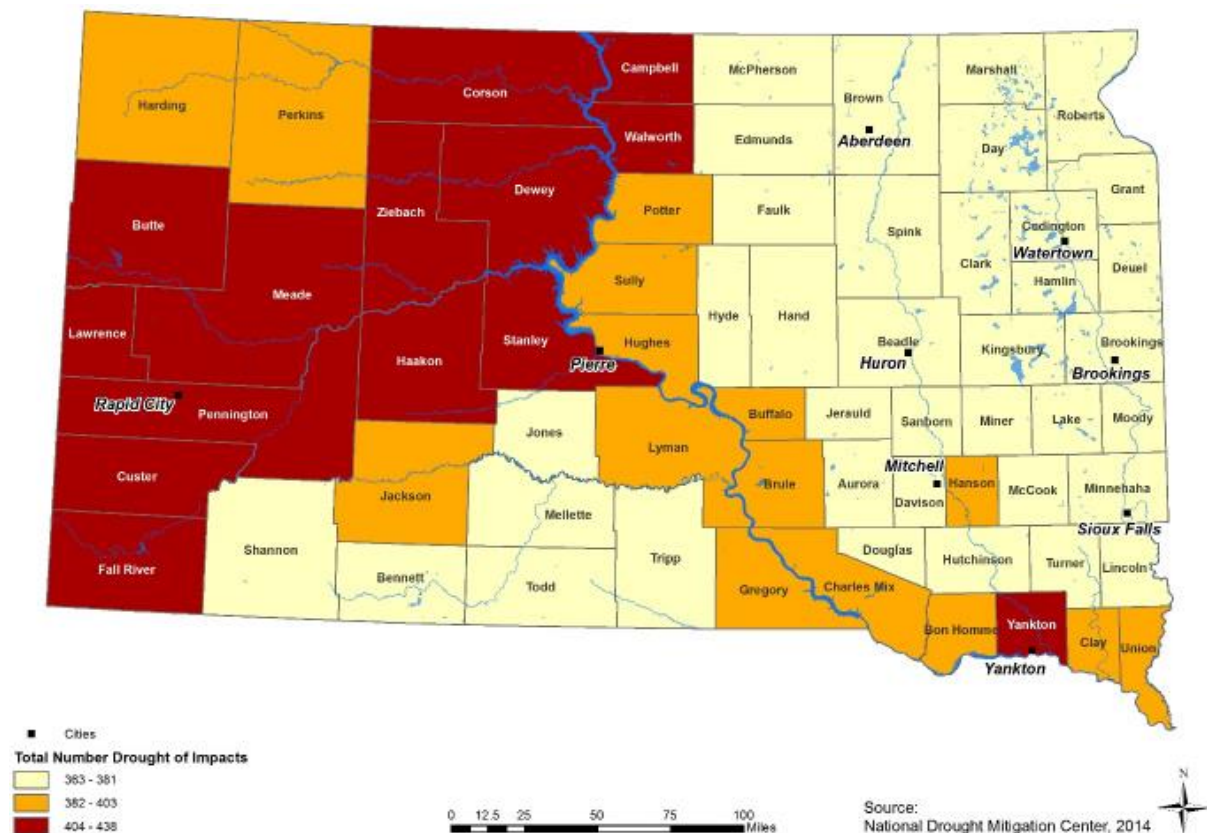 Campbell
McPherson
Marshall
Corson
Brown
Harding
Perkins
Roberts
Walworth
Edmunds
Aberdeen
Day
Dewey
Grant
Potter
Faulk
Ziebach
Butte
Codington
Spink
Watertown
Clark
Deuel
Sully
Hamlin
Meade
Hyde
Hand
Lawrence
Stanley
Hughes
Beadle
Kingsbury
Brookings
Haakon
Pierre
Huron
Brookings
Rapid City
Pennington
Buffalo
Jerauld
Sanborn
Miner
Lake
Moody
Jones
Lyman
Mitchell
Custer
Brule
Aurora
Hanson
McCook
Minnehaha
Jackson
Davison
Mellette
Sioux Falls
Shannon
Douglas
Hutchinson
Tripp
Turner
Lincoln
Fall River
Bennett
Todd
Gregory
Charles Mix
Bon Homme
Yankton
Clay
Union
Yankton
Cities
Total Number Drought of Impacts
363 - 381
382 - 403
404 - 438
0 12.5 25 50 75 100
Miles
Source:
National Drought Mitigation Center, 2014
N